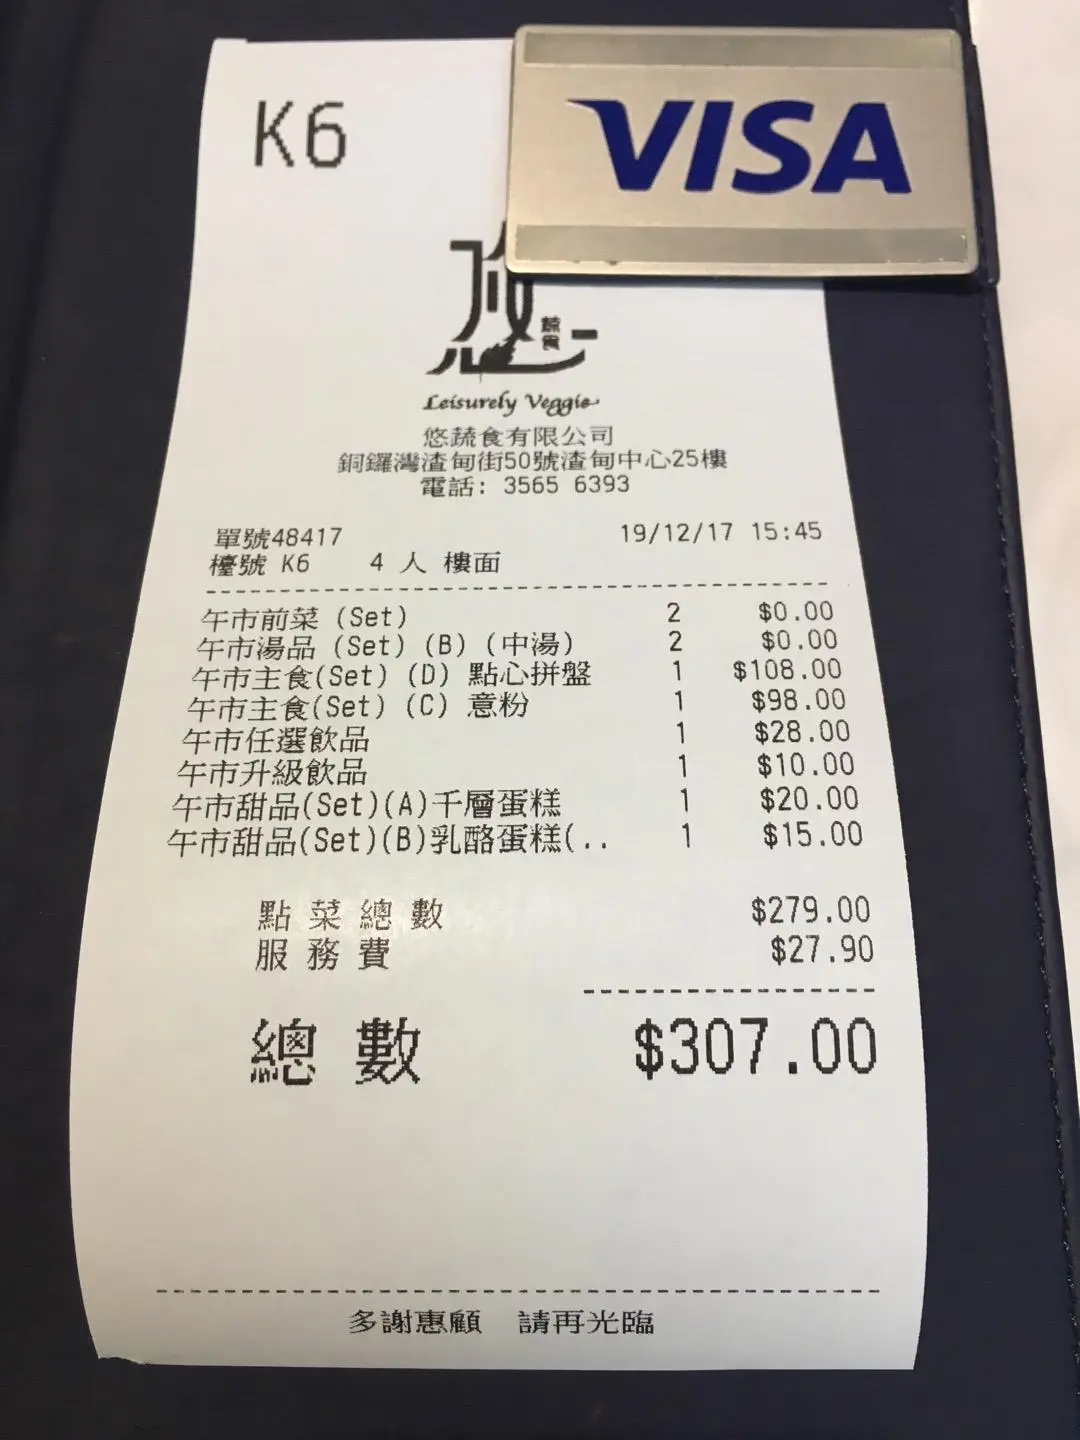 VISA
K6
悠
蔬食
Leisurely Veggie
悠蔬食有限公司
銅鑼灣渣甸街50號渣甸中心25樓
電話: 3565 6393
單號48417 19/12/17 15:45
檯號 K6 4 人 樓面
午市前菜 (Set) 2 $0.00
午市湯品 (Set) (B) (中湯) 2 $0.00
午市主食(Set) (D) 點心拼盤 1 $108.00
午市主食(Set) (C) 意粉 1 $98.00
午市任選飲品 1 $28.00
午市升級飲品 1 $10.00
午市甜品(Set)(A)千層蛋糕 1 $20.00
午市甜品(Set)(B)乳酪蛋糕(.. 1 $15.00
點 菜 總 數 $279.00
服 務 費 $27.90
總 數 $307.00
多謝惠顧 請再光臨